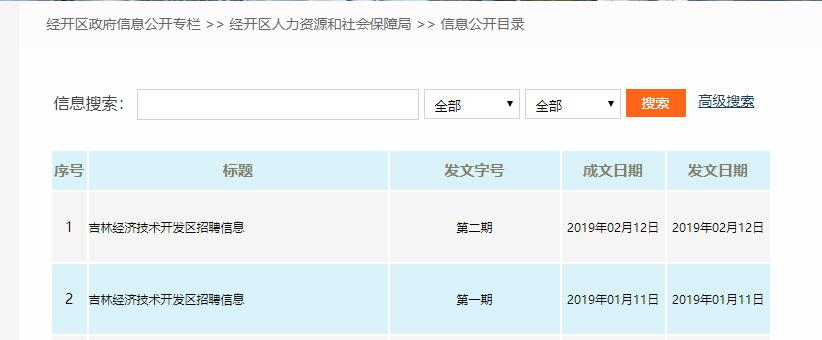 经开区政府信息公开专栏 >> 经开区人力资源和社会保障局 >> 信息公开目录
信息搜索： 全部 全部 搜索 高级搜索
序号 标题 发文字号 成文日期 发文日期
1 吉林经济技术开发区招聘信息 第二期 2019年02月12日 2019年02月12日
2 吉林经济技术开发区招聘信息 第一期 2019年01月11日 2019年01月11日